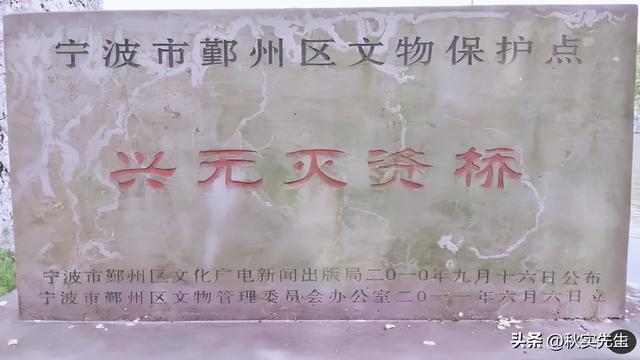 宁波市鄞州区文物保护点
兴无灭资桥
宁波市鄞州区文化广电新闻出版局二〇一〇年九月十六日公布
宁波市鄞州区文物管理委员会办公室二〇一一年六月六日立
头条 @秋实先生